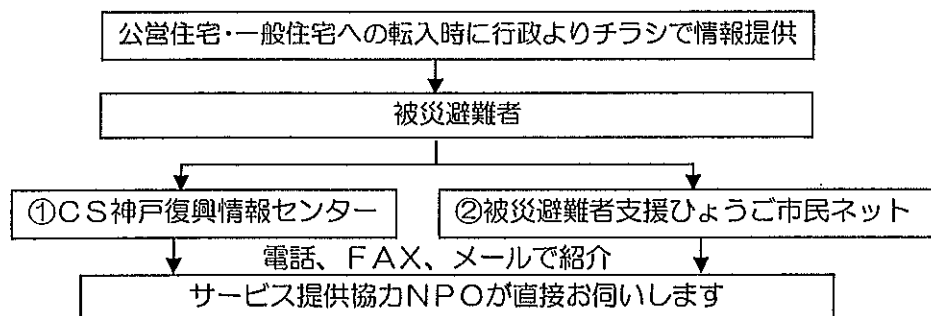 公営住宅・一般住宅への転入時に行政よりチラシで情報提供
被災避難者
①ＣＳ神戸復興情報センター
②被災避難者支援ひょうご市民ネット
電話、ＦＡＸ、メールで紹介
サービス提供協力ＮＰＯが直接お伺いします